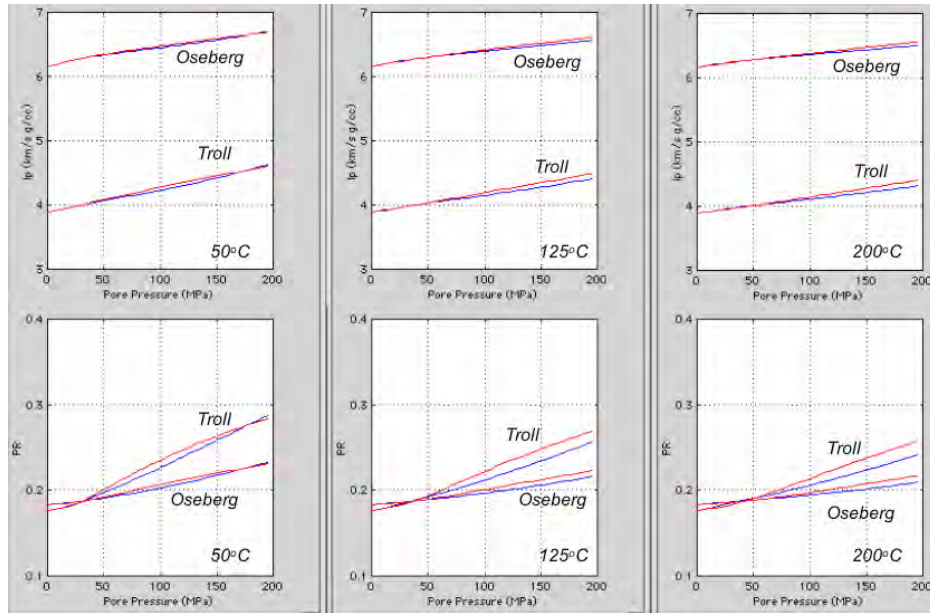 7
6
5
4
3
Ip (km/s g/cc)
Oseberg
Troll
50°C
0 50 100 150 200
Pore Pressure (MPa)
7
6
5
4
3
Ip (km/s g/cc)
Oseberg
Troll
125°C
0 50 100 150 200
Pore Pressure (MPa)
7
6
5
4
3
Ip (km/s g/cc)
Oseberg
Troll
200°C
0 50 100 150 200
Pore Pressure (MPa)
0.4
0.3
0.2
0.1
PR
Troll
Oseberg
50°C
0 50 100 150 200
Pore Pressure (MPa)
0.4
0.3
0.2
0.1
PR
Troll
Oseberg
125°C
0 50 100 150 200
Pore Pressure (MPa)
0.4
0.3
0.2
0.1
PR
Troll
Oseberg
200°C
0 50 100 150 200
Pore Pressure (MPa)